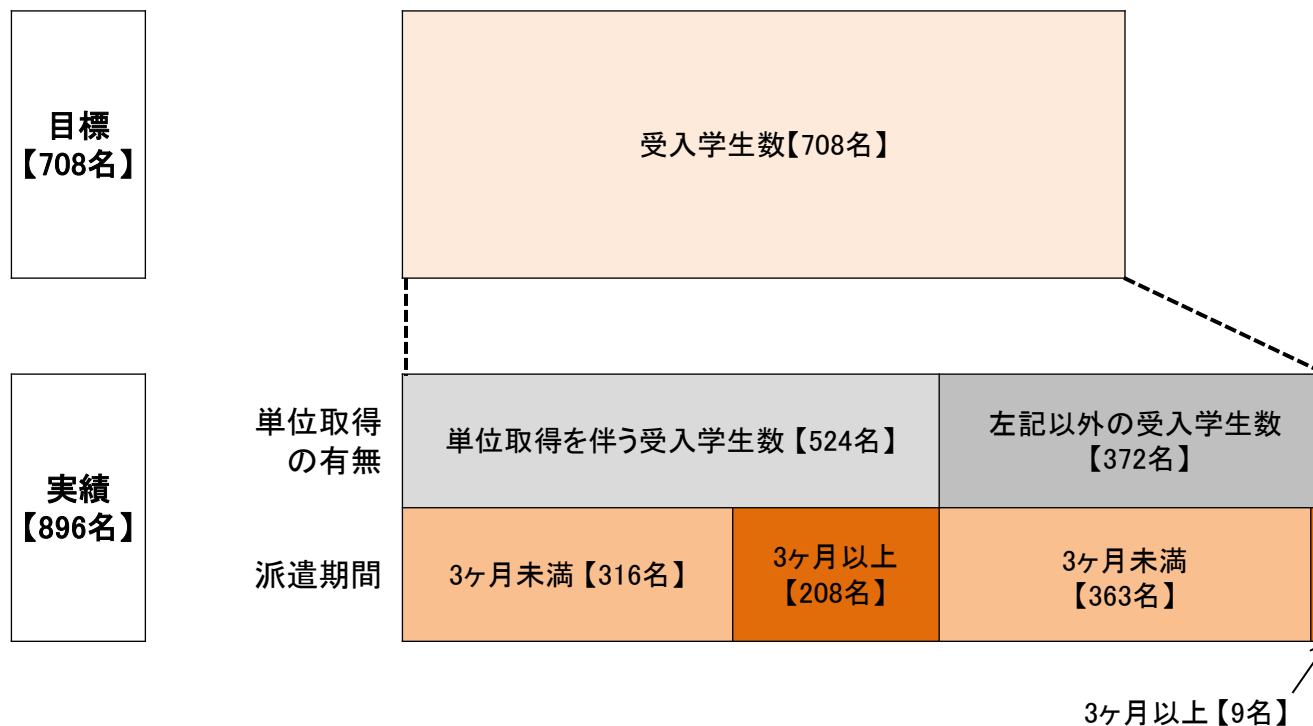 目標
【708名】
受入学生数【708名】
実績
【896名】
単位取得
の有無
単位取得を伴う受入学生数【524名】
左記以外の受入学生数
【372名】
派遣期間
3ヶ月未満【316名】
3ヶ月以上
【208名】
3ヶ月未満
【363名】
3ヶ月以上【9名】